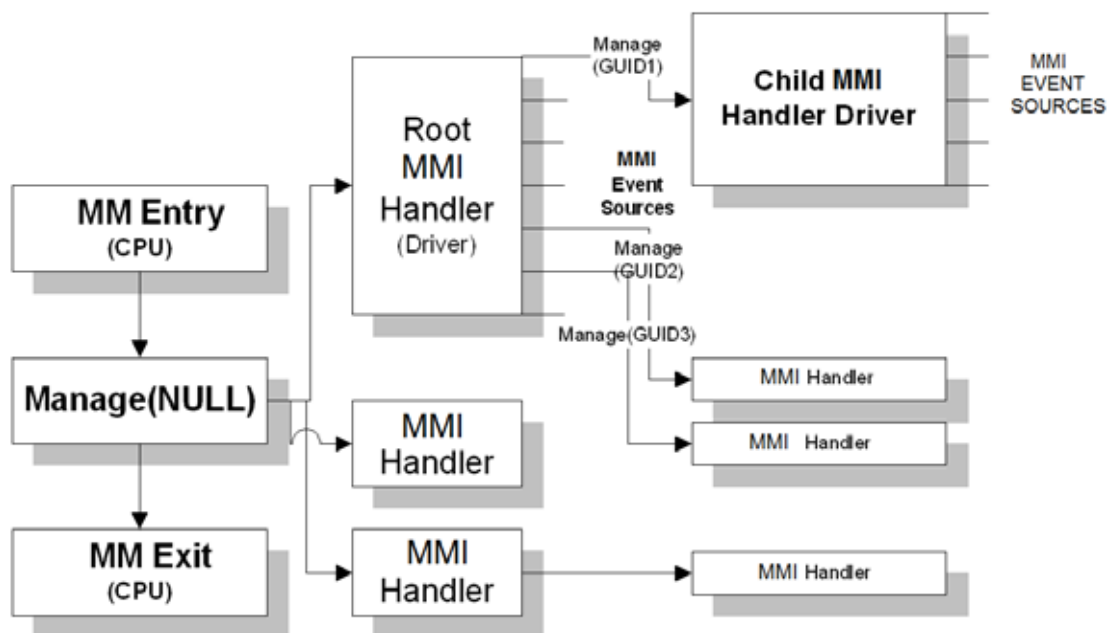 Manage
(GUID1)
Child MMI
Handler Driver
MMI
EVENT
SOURCES
Root
MMI
Handler
(Driver)
MMI
Event
Sources
MM Entry
(CPU)
Manage
(GUID2)
Manage(GUID3)
Manage(NULL)
MMI Handler
MMI
Handler
MMI Handler
MM Exit
(CPU)
MMI
Handler
MMI Handler